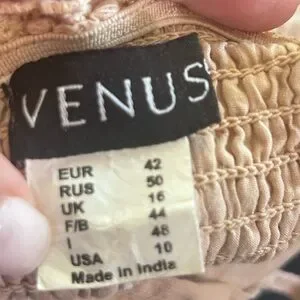 VENUS
EUR 42
RUS 50
UK 16
F/B 44
I 48
USA 10
Made in India